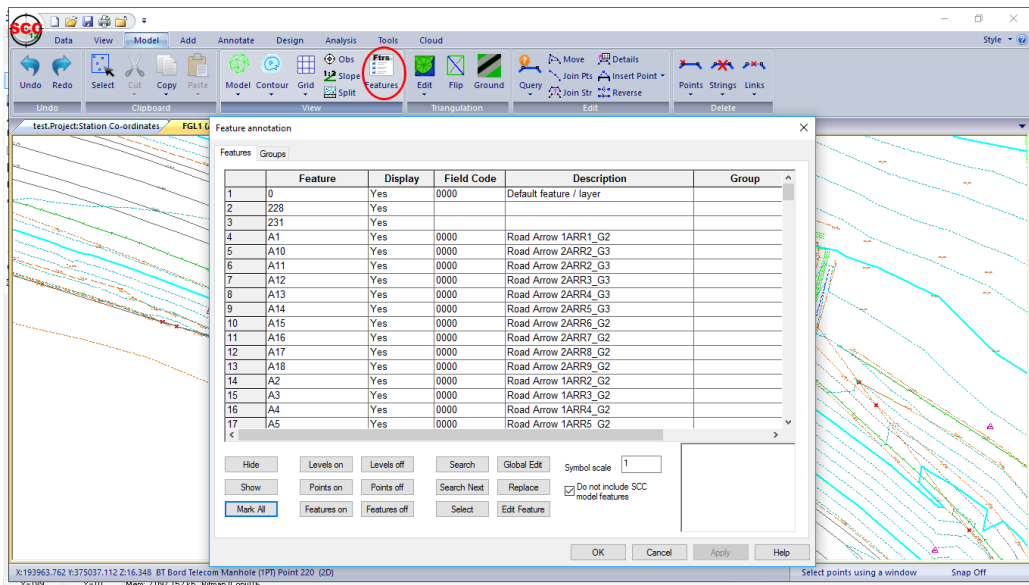 SCC
12
Data View Model Add Annotate Design Analysis Tools Cloud
Style
Undo Redo Select Cut Copy Paste Model Contour Grid Obs Slope Split Ftrs Features Edit Flip Ground Query Move Join Pts Join Str Details Insert Point Reverse Points Strings Links
Undo Clipboard View Triangulation Edit Delete
test.Project:Station Co-ordinates FGL1 (
Feature annotation
Features Groups
Feature Display Field Code Description Group
1 0 Yes 0000 Default feature / layer
2 228 Yes
3 231 Yes
4 A1 Yes 0000 Road Arrow 1ARR1_G2
5 A10 Yes 0000 Road Arrow 2ARR2_G3
6 A11 Yes 0000 Road Arrow 2ARR2_G3
7 A12 Yes 0000 Road Arrow 2ARR3_G3
8 A13 Yes 0000 Road Arrow 2ARR4_G3
9 A14 Yes 0000 Road Arrow 2ARR5_G3
10 A15 Yes 0000 Road Arrow 2ARR6_G2
11 A16 Yes 0000 Road Arrow 2ARR7_G2
12 A17 Yes 0000 Road Arrow 2ARR8_G2
13 A18 Yes 0000 Road Arrow 2ARR9_G2
14 A2 Yes 0000 Road Arrow 1ARR2_G2
15 A3 Yes 0000 Road Arrow 1ARR3_G2
16 A4 Yes 0000 Road Arrow 1ARR4_G2
17 A5 Yes 0000 Road Arrow 1ARR5_G2
Hide Levels on Levels off Search Global Edit Symbol scale 1
Show Points on Points off Search Next Replace Do not include SCC
model features
Mark All Features on Features off Select Edit Feature
OK Cancel Apply Help
X:193963.762 Y:375037.112 Z:16.348 BT Bord Telecom Manhole (1PT) Point 220 (2D) Select points using a window Snap Off